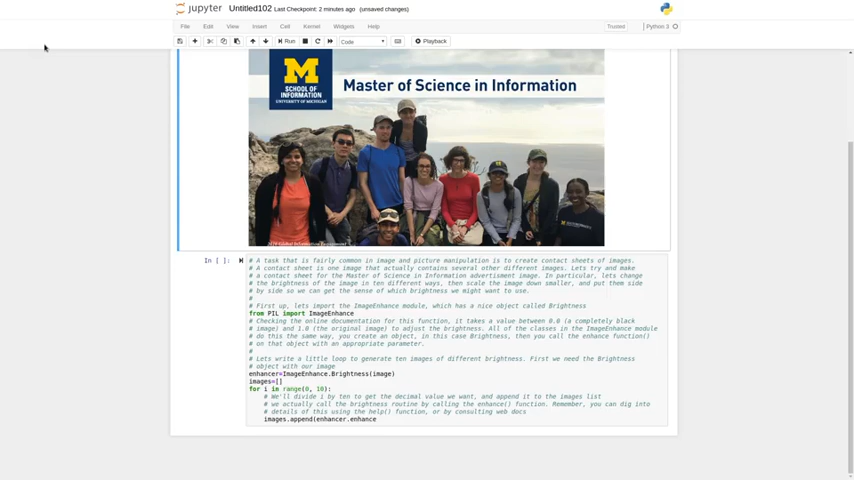 jupyter Untitled102 Last Checkpoint: 2 minutes ago (unsaved changes)
File Edit View Insert Cell Kernel Widgets Help Trusted Python 3
Run Code Playback
M
SCHOOL OF
INFORMATION
UNIVERSITY OF MICHIGAN
Master of Science in Information
In [ ]:
# A task that is fairly common in image and picture manipulation is to create contact sheets of images.
# A contact sheet is one image that actually contains several other different images. Lets try and make
# a contact sheet for the Master of Science in Information advertisment image. In particular, lets change
# the brightness of the image in ten different ways, then scale the image down smaller, and put them side
# by side so we can get the sense of which brightness we might want to use.
#
# First up, lets import the ImageEnhance module, which has a nice object called Brightness
from PIL import ImageEnhance
# Checking the online documentation for this function, it takes a value between 0.0 (a completely black
# image) and 1.0 (the original image) to adjust the brightness. All of the classes in the ImageEnhance module
# do this the same way, you create an object, in this case Brightness, then you call the enhance function()
# on that object with an appropriate parameter.
#
# Lets write a little loop to generate ten images of different brightness. First we need the Brightness
# object with our image
enhancer=ImageEnhance.Brightness(image)
images=[]
for i in range(0, 10):
# We'll divide i by ten to get the decimal value we want, and append it to the images list
# we actually call the brightness routine by calling the enhance() function. Remember, you can dig into
# details of this using the help() function, or by consulting web docs
images.append(enhancer.enhance